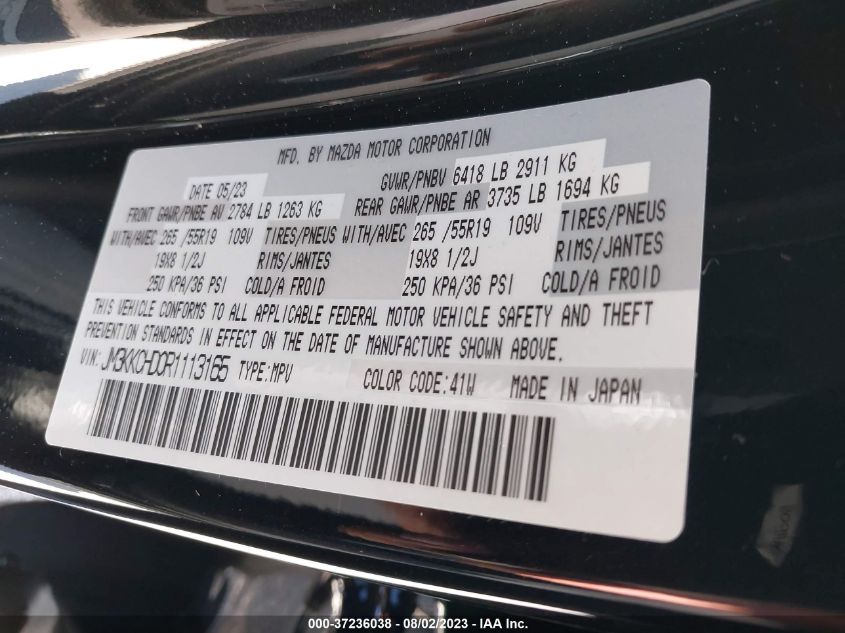 MFD. BY MAZDA MOTOR CORPORATION
DATE 05/23 GVWR/PNBV 6418 LB 2911 KG
FRONT GAWR/PNBE AV 2784 LB 1263 KG REAR GAWR/PNBE AR 3735 LB 1694 KG
WITH/AVEC 265 /55R19 109V TIRES/PNEUS WITH/AVEC 265 /55R19 109V TIRES/PNEUS
19X8 1/2J RIMS/JANTES 19X8 1/2J RIMS/JANTES
250 KPA/36 PSI COLD/A FROID 250 KPA/36 PSI COLD/A FROID
THIS VEHICLE CONFORMS TO ALL APPLICABLE FEDERAL MOTOR VEHICLE SAFETY AND THEFT
PREVENTION STANDARDS IN EFFECT ON THE DATE OF MANUFACTURE SHOWN ABOVE.
VIN: JM3KKCHD0R1113165 TYPE:MPV COLOR CODE:41W MADE IN JAPAN
000-37236038 - 08/02/2023 - IAA Inc.